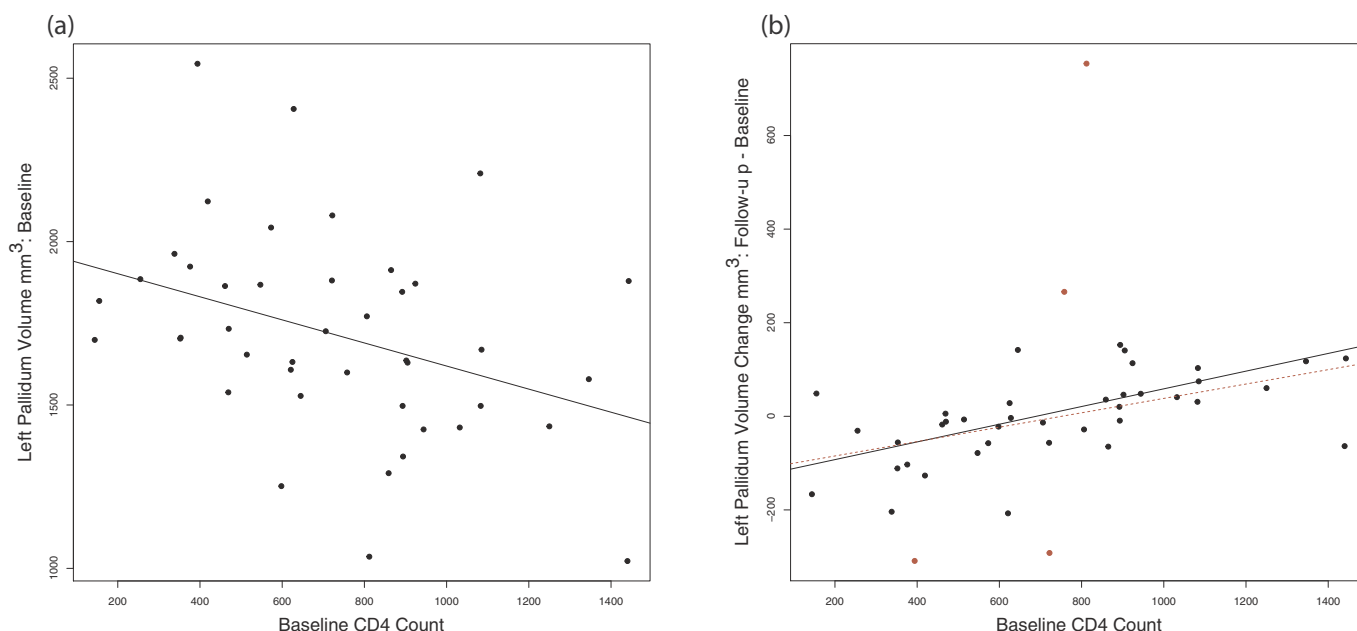 (a)
Left Pallidum Volume mm3: Baseline
2500
2000
1500
1000
200 400 600 800 1000 1200 1400
Baseline CD4 Count
(b)
Left Pallidum Volume Change mm3: Follow-u p - Baseline
600
400
200
0
−200
200 400 600 800 1000 1200 1400
Baseline CD4 Count